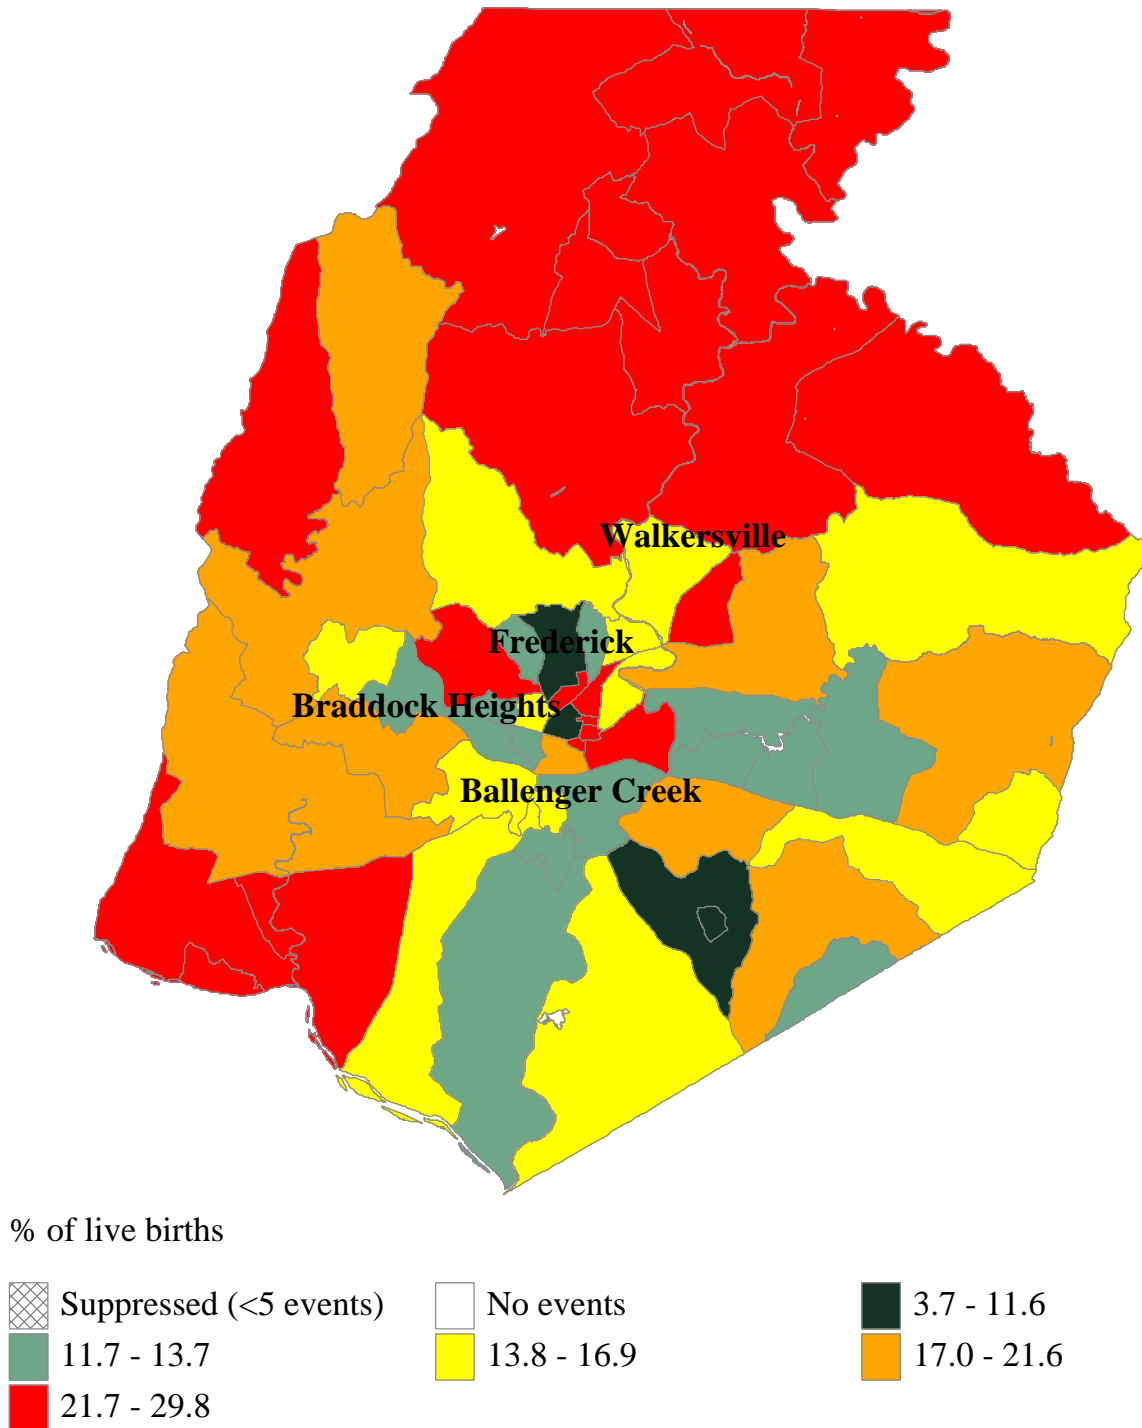 Walkersville
Frederick
Braddock Heights
Ballenger Creek
% of live births
Suppressed (<5 events)
No events
3.7 - 11.6
11.7 - 13.7
13.8 - 16.9
17.0 - 21.6
21.7 - 29.8